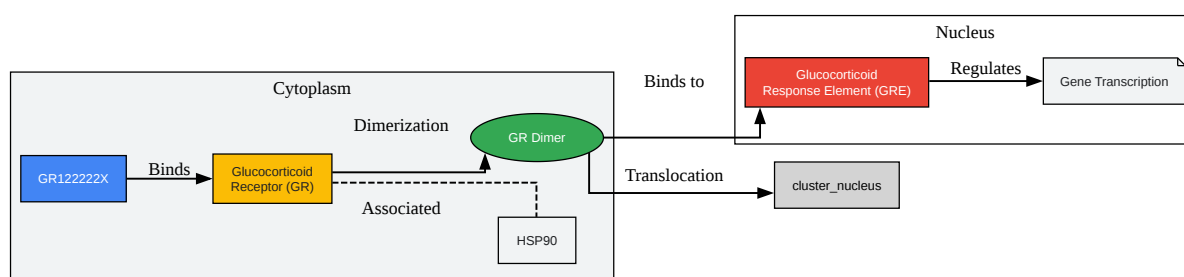 Nucleus
Glucocorticoid
Response Element (GRE)
Regulates
Gene Transcription
Binds to
Cytoplasm
Dimerization
GR Dimer
GR122222X
Binds
Glucocorticoid
Receptor (GR)
Translocation
cluster_nucleus
Associated
HSP90